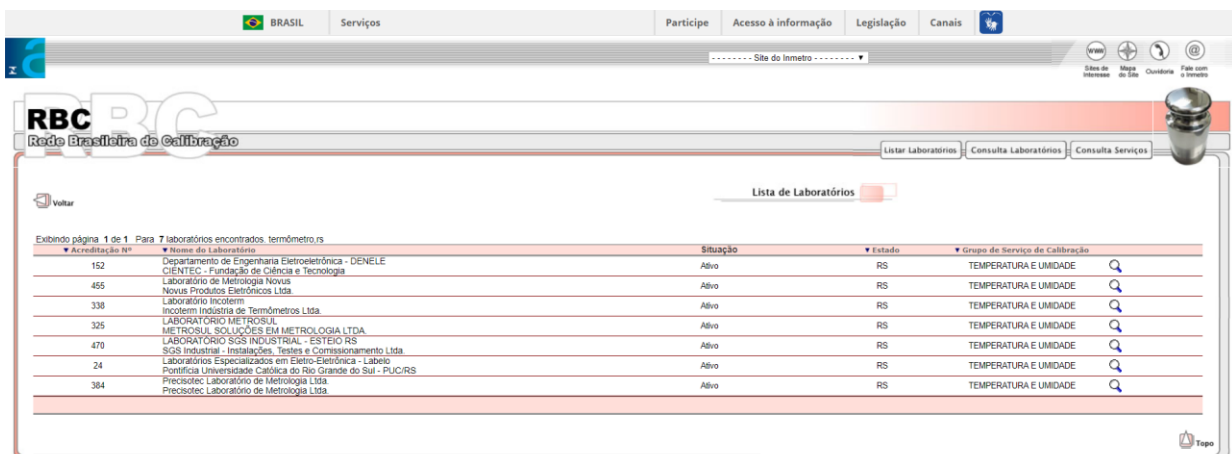 BRASIL Serviços Participe Acesso à informação Legislação Canais
- - - - - - - - Site do Inmetro - - - - - - - - ▼
www @
Sites de Interesse Mapa do Site Ouvidoria Fale com o Inmetro
RBC
Rede Brasileira de Calibração
Listar Laboratórios Consulta Laboratórios Consulta Serviços
Lista de Laboratórios
Voltar
Exibindo página 1 de 1 Para 7 laboratórios encontrados. termômetro,rs
▼ Acreditação Nº ▼ Nome do Laboratório Situação ▼ Estado ▼ Grupo de Serviço de Calibração
152 Departamento de Engenharia Eletroeletrônica - DENELE Ativo RS TEMPERATURA E UMIDADE
CIENTEC - Fundação de Ciência e Tecnologia
455 Laboratório de Metrologia Novus Ativo RS TEMPERATURA E UMIDADE
Novus Produtos Eletrônicos Ltda.
338 Laboratório Incoterm Ativo RS TEMPERATURA E UMIDADE
Incoterm Indústria de Termômetros Ltda.
325 LABORATÓRIO METROSUL Ativo RS TEMPERATURA E UMIDADE
METROSUL SOLUÇÕES EM METROLOGIA LTDA.
470 LABORATÓRIO SGS INDUSTRIAL - ESTEIO RS Ativo RS TEMPERATURA E UMIDADE
SGS Industrial - Instalações, Testes e Comissionamento Ltda.
24 Laboratórios Especializados em Eletro-Eletrônica - Labelo Ativo RS TEMPERATURA E UMIDADE
Pontifícia Universidade Católica do Rio Grande do Sul - PUC/RS
384 Precisotec Laboratório de Metrologia Ltda. Ativo RS TEMPERATURA E UMIDADE
Precisotec Laboratório de Metrologia Ltda.
Topo